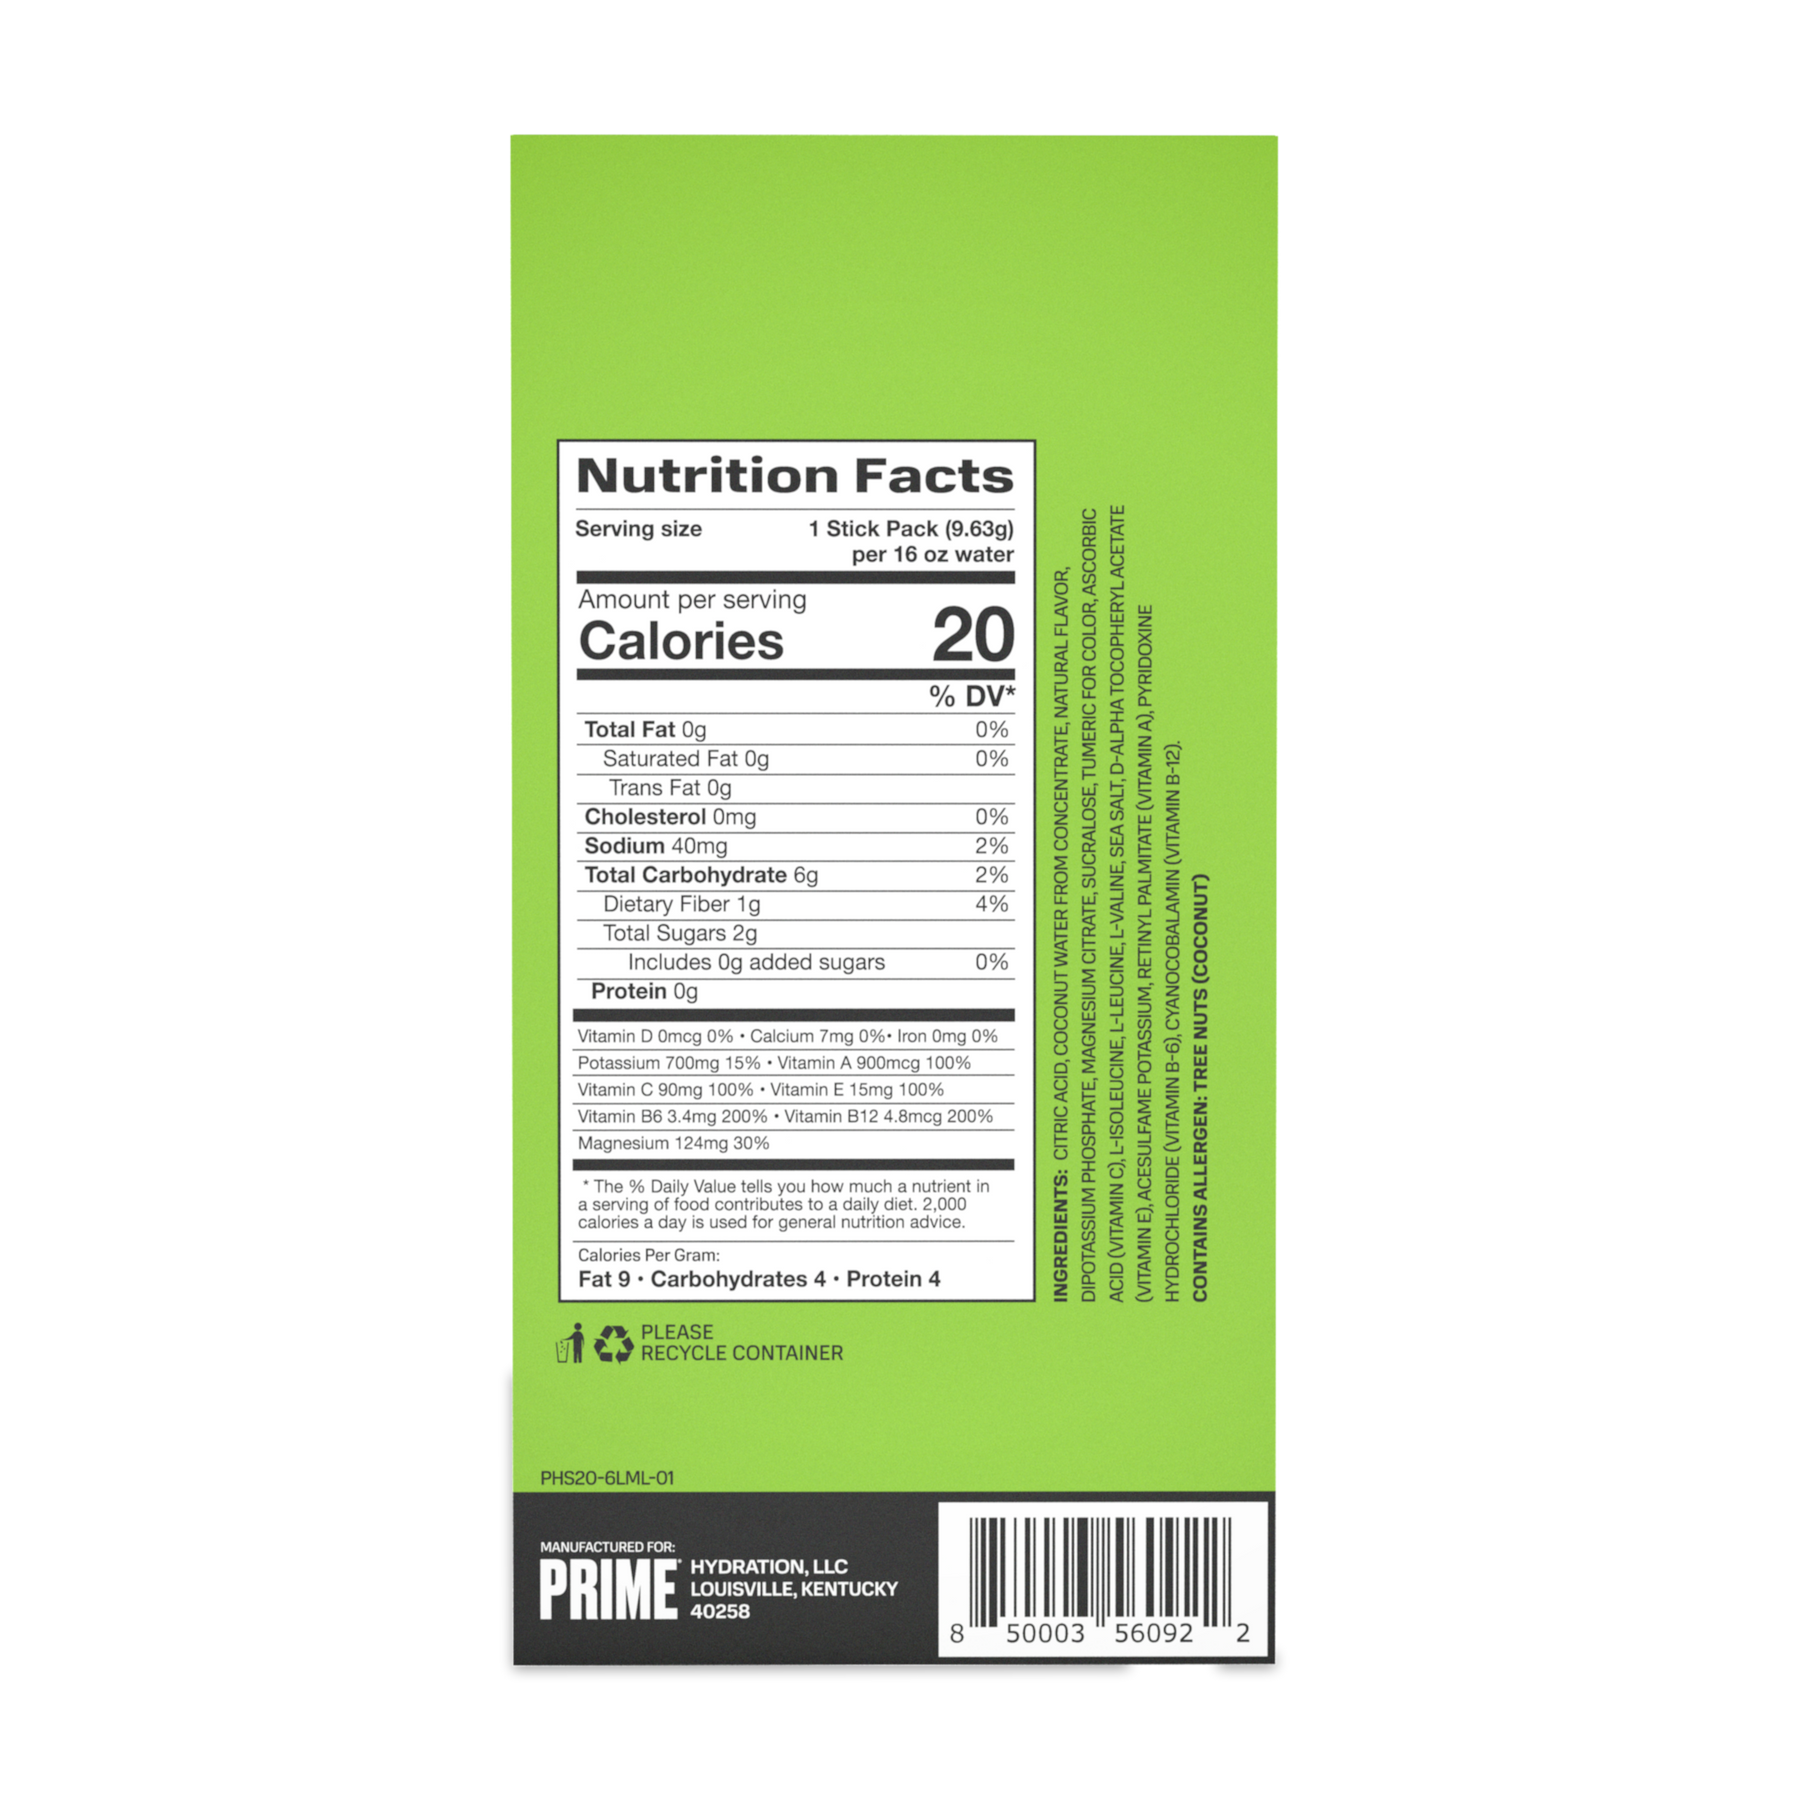 Nutrition Facts
Serving size 1 Stick Pack (9.63g)
per 16 oz water
Amount per serving
Calories 20
% DV*
Total Fat 0g 0%
Saturated Fat 0g 0%
Trans Fat 0g
Cholesterol 0mg 0%
Sodium 40mg 2%
Total Carbohydrate 6g 2%
Dietary Fiber 1g 4%
Total Sugars 2g
Includes 0g added sugars 0%
Protein 0g
Vitamin D 0mcg 0% • Calcium 7mg 0%• Iron 0mg 0%
Potassium 700mg 15% • Vitamin A 900mcg 100%
Vitamin C 90mg 100% • Vitamin E 15mg 100%
Vitamin B6 3.4mg 200% • Vitamin B12 4.8mcg 200%
Magnesium 124mg 30%
* The % Daily Value tells you how much a nutrient in
a serving of food contributes to a daily diet. 2,000
calories a day is used for general nutrition advice.
Calories Per Gram:
Fat 9 • Carbohydrates 4 • Protein 4
INGREDIENTS: CITRIC ACID, COCONUT WATER FROM CONCENTRATE, NATURAL FLAVOR,
DIPOTASSIUM PHOSPHATE, MAGNESIUM CITRATE, SUCRALOSE, TUMERIC FOR COLOR, ASCORBIC
ACID (VITAMIN C), L-ISOLEUCINE, L-LEUCINE, L-VALINE, SEA SALT, D-ALPHA TOCOPHERYL ACETATE
(VITAMIN E), ACESULFAME POTASSIUM, RETINYL PALMITATE (VITAMIN A), PYRIDOXINE
HYDROCHLORIDE (VITAMIN B-6), CYANOCOBALAMIN (VITAMIN B-12).
CONTAINS ALLERGEN: TREE NUTS (COCONUT)
PLEASE
RECYCLE CONTAINER
PHS20-6LML-01
MANUFACTURED FOR:
PRIME® HYDRATION, LLC
LOUISVILLE, KENTUCKY
40258
8 50003 56092 2